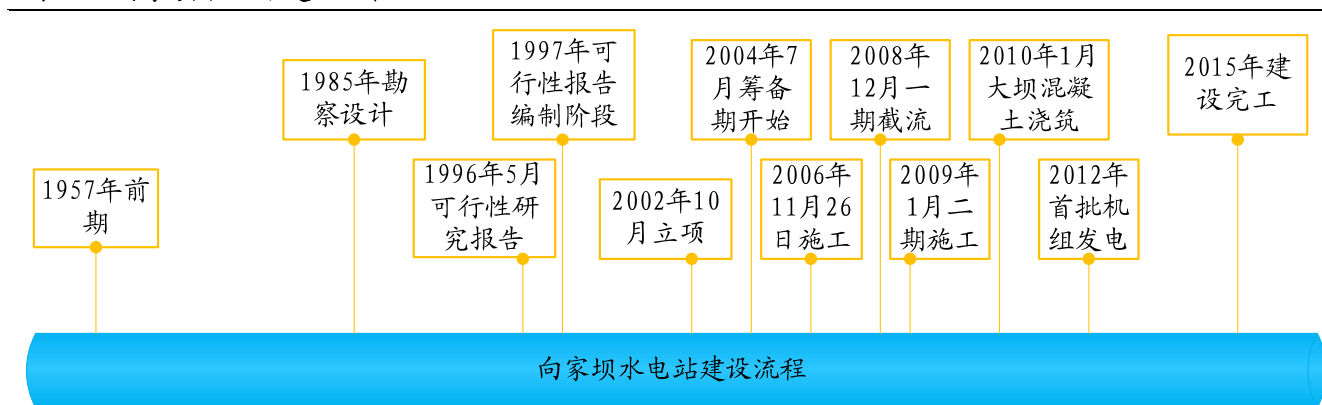 1957年前
期
1985年勘
察设计
1996年5月
可行性研
究报告
1997年可
行性报告
编制阶段
2002年10
月立项
2004年7
月筹备
期开始
2006年
11月26
日施工
2008年
12月一
期截流
2009年
1月二
期施工
2010年1月
大坝混凝
土浇筑
2012年
首批机
组发电
2015年建
设完工
向家坝水电站建设流程